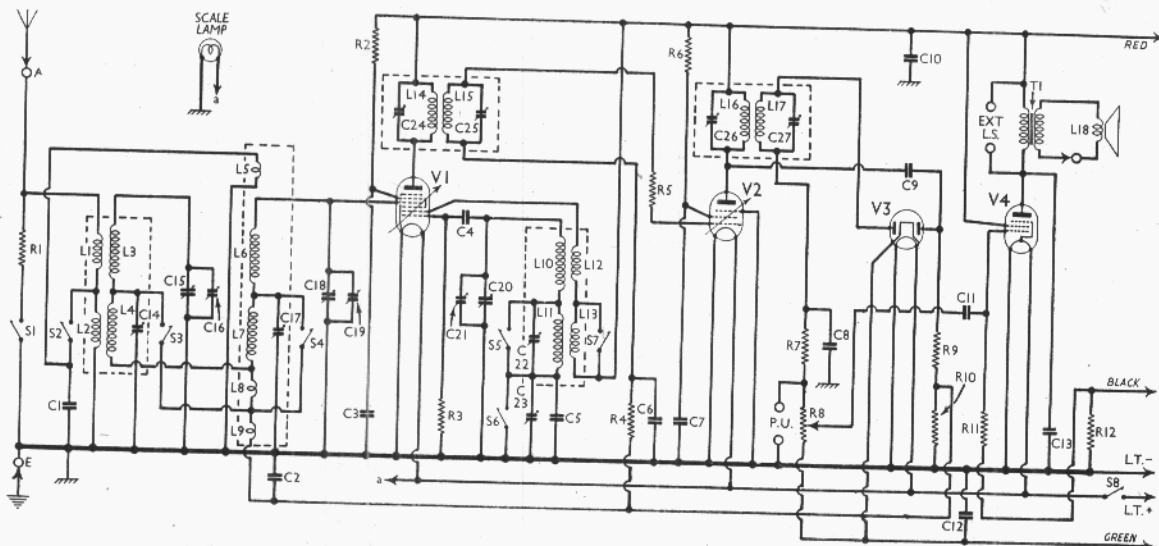 SCALE
LAMP
a
A
RED
R2
R6
C10
L14
L15
C24
C25
L16
L17
C26
C27
T1
EXT
L.S.
L18
L5
V1
R5
V2
C9
V3
V4
R1
L1
L3
C15
C16
L6
C18
C19
C4
C21
C20
L10
L12
C11
L2
L4
C14
S1
S2
S3
L7
C17
S4
L11
L13
S5
C
22
S7
R7
C8
R9
R10
L8
C
23
BLACK
C1
L9
C3
R3
S6
C5
R4
C6
C7
P.U.
R8
R11
C13
R12
E
C2
L.T.-
a
S8
L.T.+
C12
GREEN